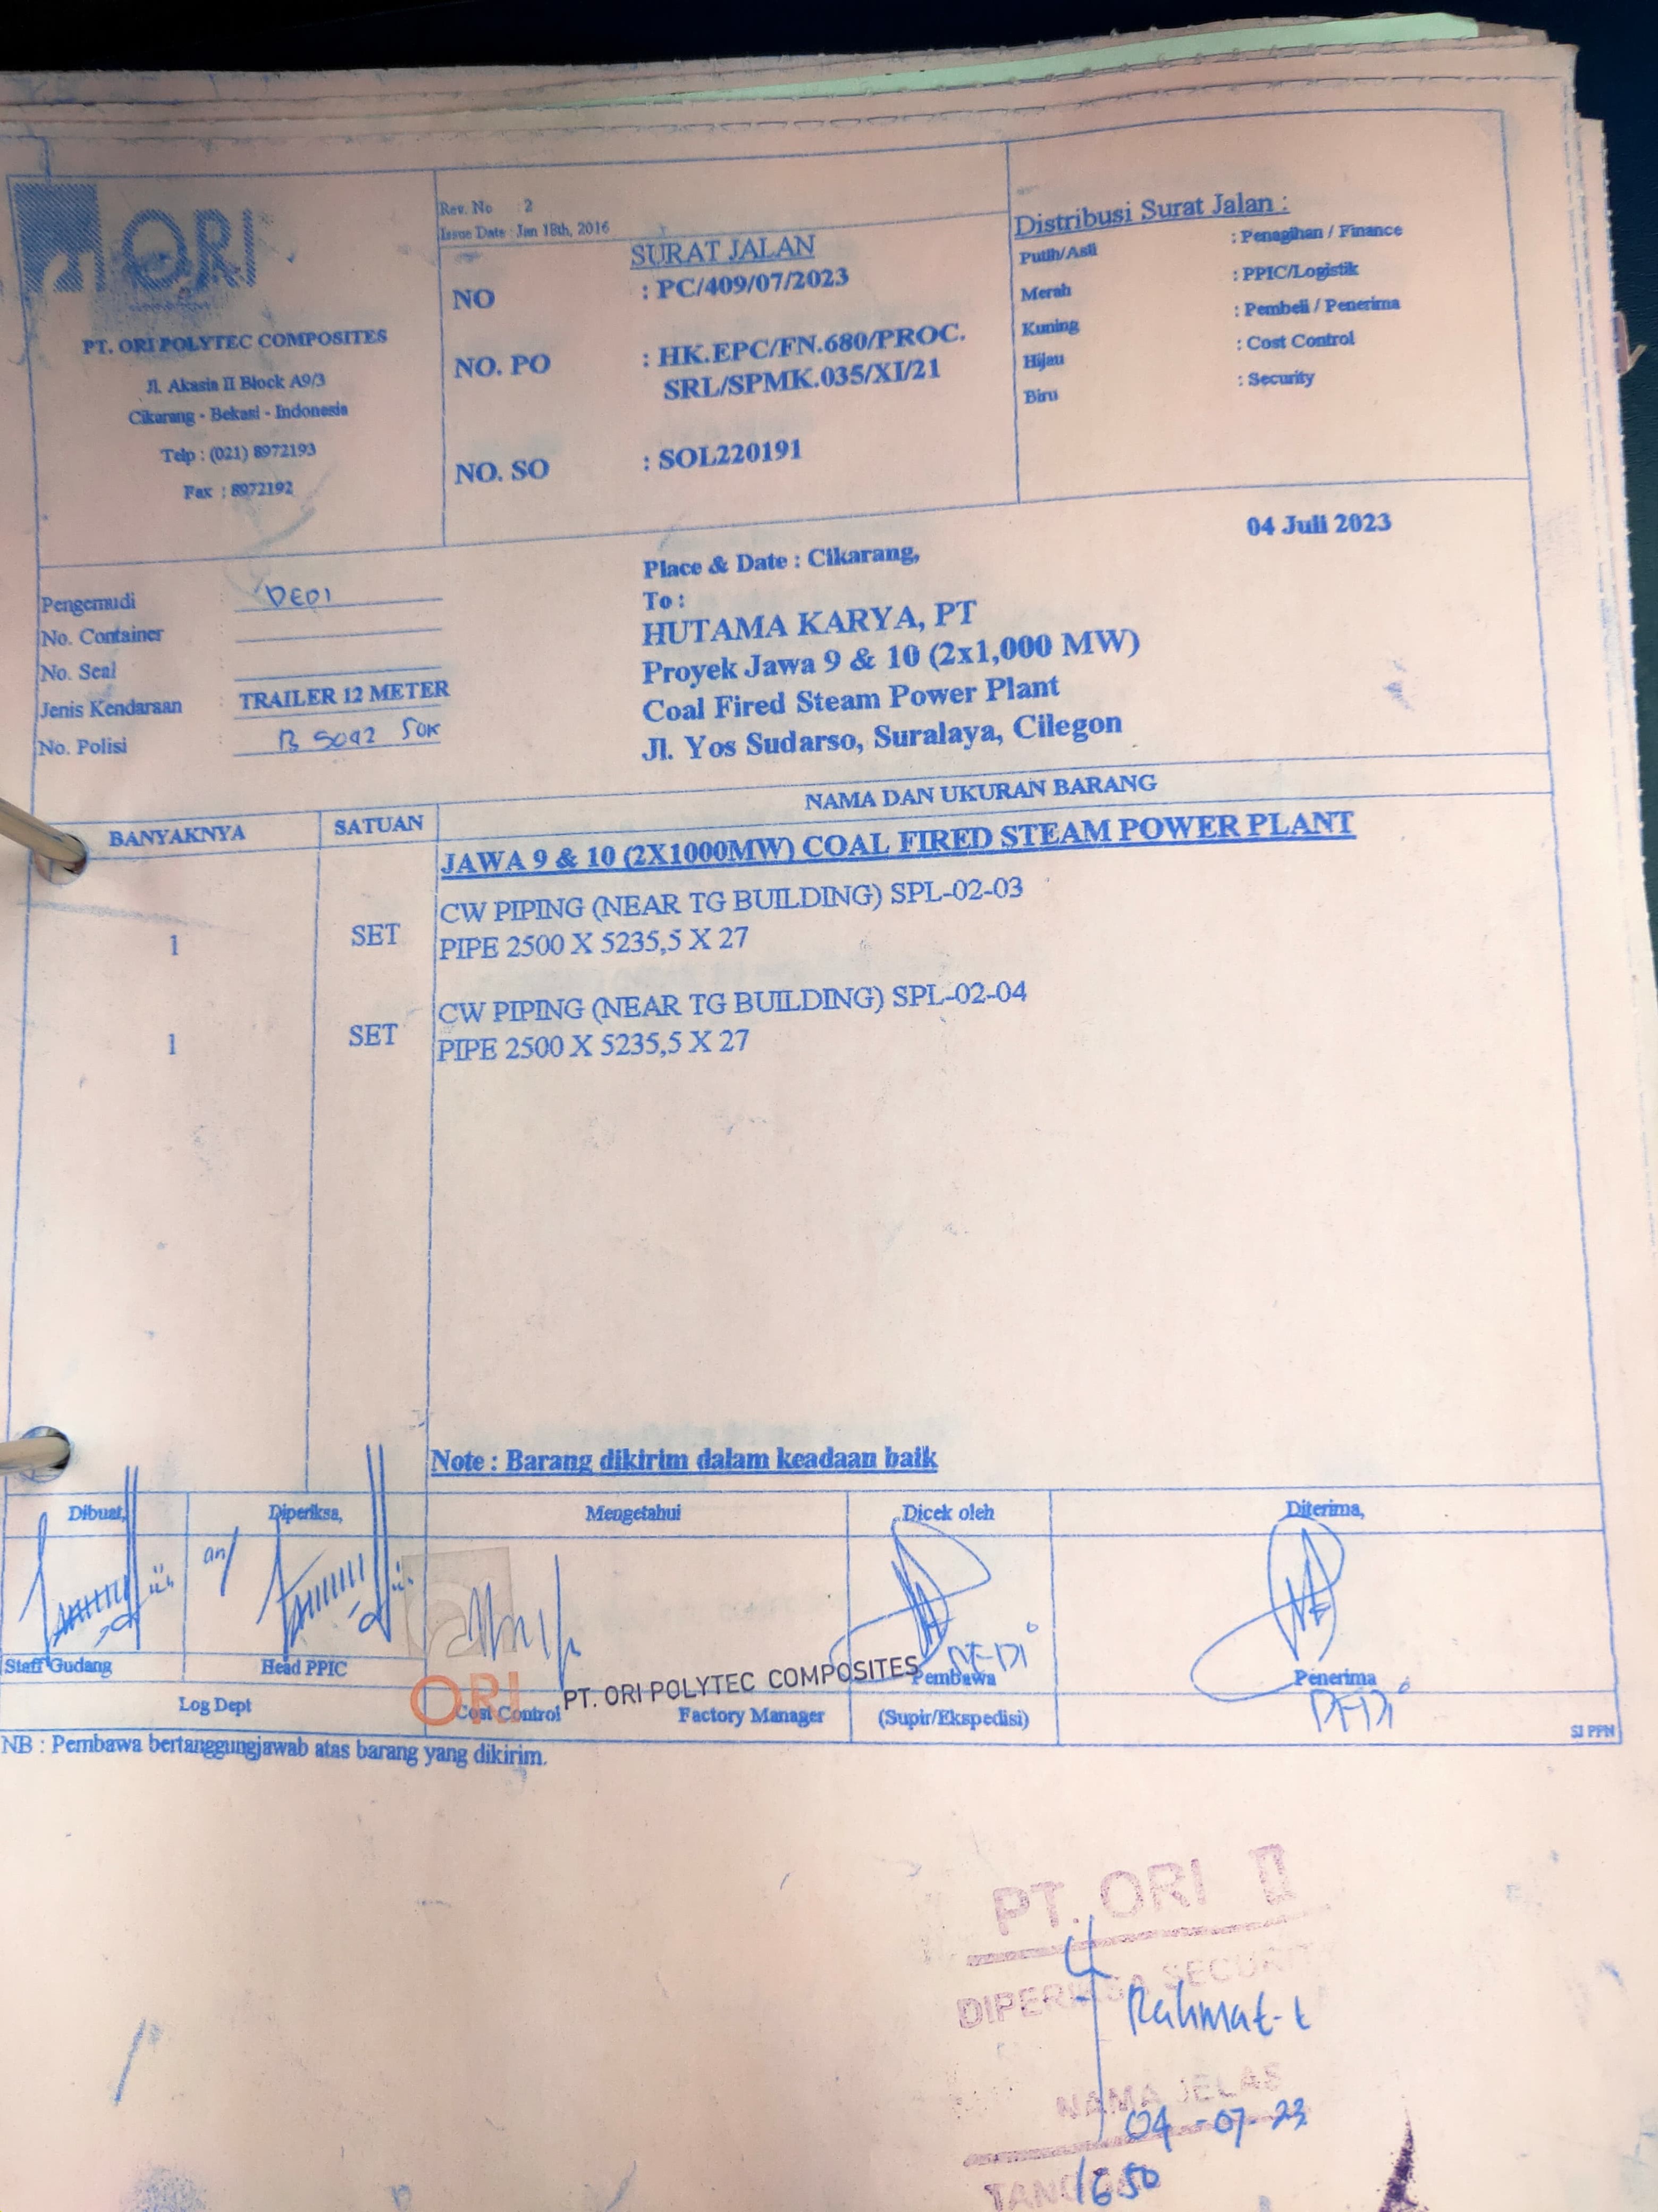 ORI
PT. ORI POLYTEC COMPOSITES
Jl. Akasia II Block A9/3
Cikarang - Bekasi - Indonesia
Telp : (021) 8972193
Fax : 8972192
Rev. No : 2
Issue Date : Jan 18th, 2016
SURAT JALAN
NO : PC/409/07/2023
NO. PO : HK.EPC/FN.680/PROC.
SRL/SPMK.035/XI/21
NO. SO : SOL220191
Distribusi Surat Jalan :
Putih/Asli : Penagihan / Finance
Merah : PPIC/Logistik
Kuning : Pembeli / Penerima
Hijau : Cost Control
Biru : Security
Pengemudi : DEDI
No. Container
No. Seal
Jenis Kendaraan : TRAILER 12 METER
No. Polisi : B 9092
Place & Date : Cikarang, 04 Juli 2023
To :
HUTAMA KARYA, PT
Proyek Jawa 9 & 10 (2x1,000 MW)
Coal Fired Steam Power Plant
Jl. Yos Sudarso, Suralaya, Cilegon
BANYAKNYA SATUAN NAMA DAN UKURAN BARANG
JAWA 9 & 10 (2X1000MW) COAL FIRED STEAM POWER PLANT
CW PIPING (NEAR TG BUILDING) SPL-02-03
1 SET PIPE 2500 X 5235,5 X 27
CW PIPING (NEAR TG BUILDING) SPL-02-04
1 SET PIPE 2500 X 5235,5 X 27
Note : Barang dikirim dalam keadaan baik
Dibuat, Diperiksa, Mengetahui Dicek oleh Diterima,
an/
DEDI
Staff Gudang Head PPIC Pembawa Penerima
ORI PT. ORI POLYTEC COMPOSITES
DEDI
Log Dept Cost Control Factory Manager (Supir/Ekspedisi)
SJ PPN
NB : Pembawa bertanggungjawab atas barang yang dikirim.
PT. ORI II
DIPERIKSA SECURITY
Rahmat-t
NAMA JELAS
04-07-23
1650